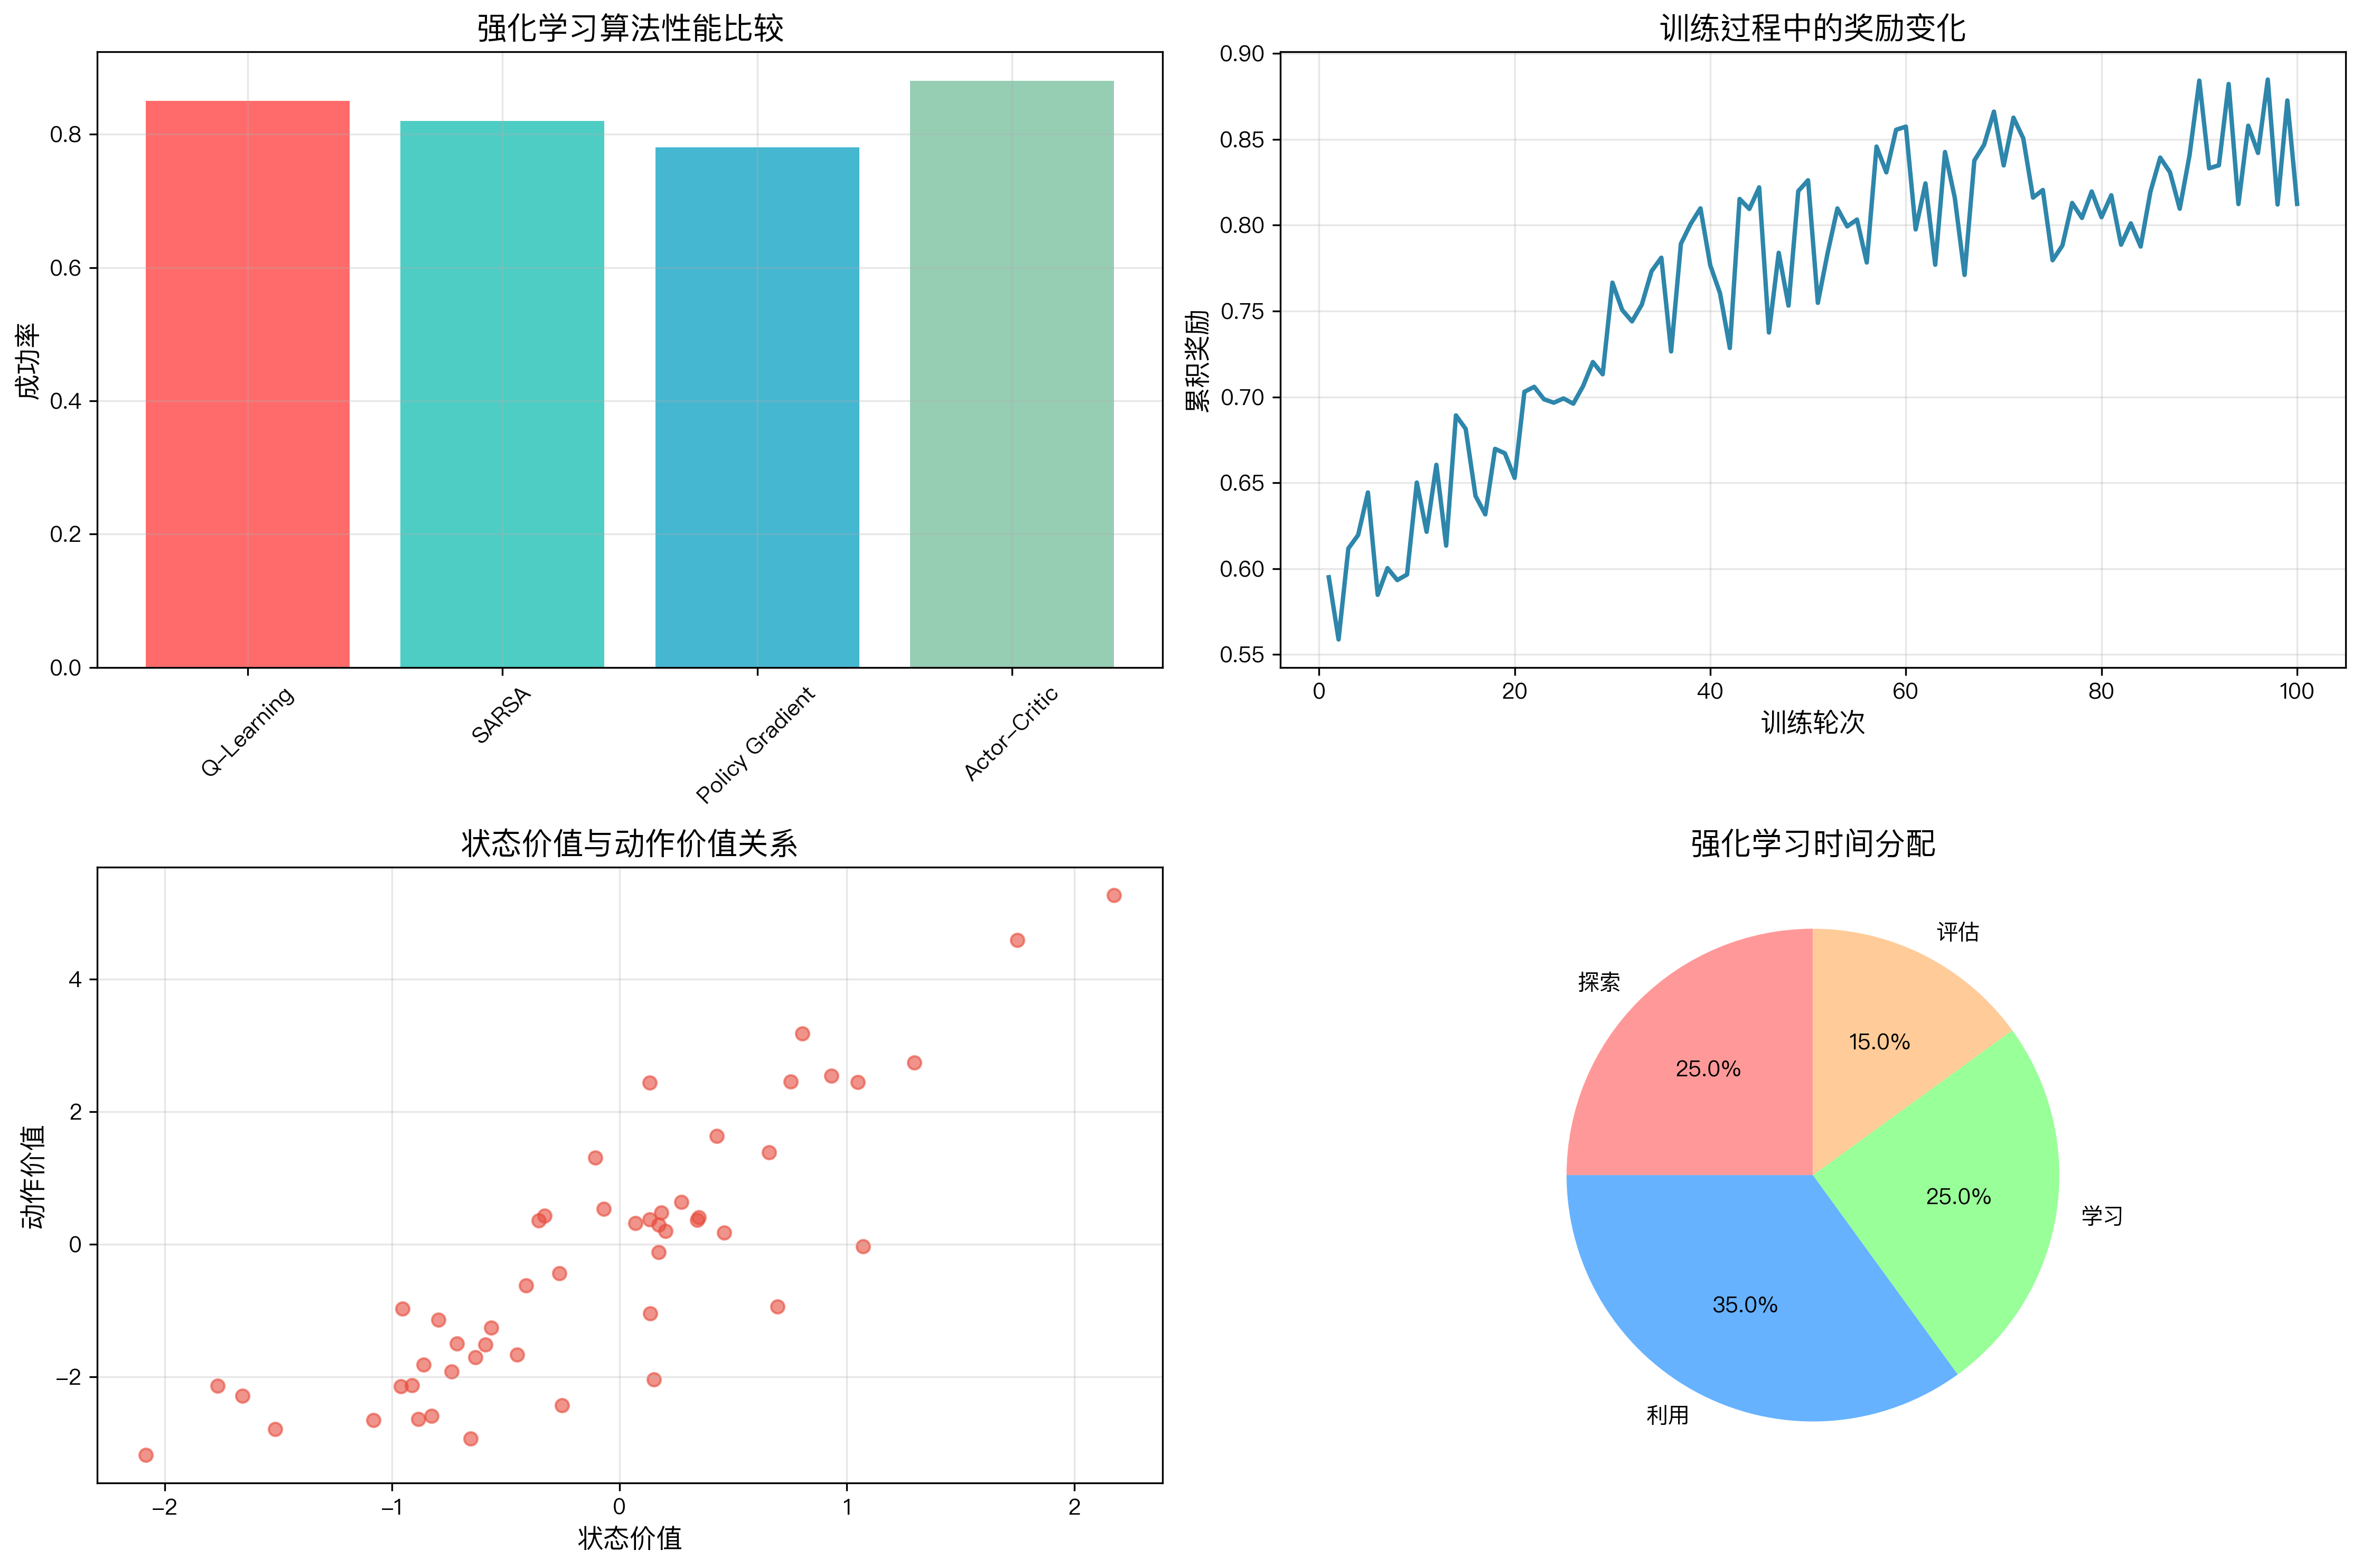 强化学习算法性能比较
成功率
0.8
0.6
0.4
0.2
0.0
Q-Learning
SARSA
Policy Gradient
Actor-Critic
训练过程中的奖励变化
累积奖励
0.90
0.85
0.80
0.75
0.70
0.65
0.60
0.55
0
20
40
60
80
100
训练轮次
状态价值与动作价值关系
动作价值
4
2
0
−2
−2
−1
0
1
2
状态价值
强化学习时间分配
评估
探索
15.0%
25.0%
25.0%
学习
35.0%
利用